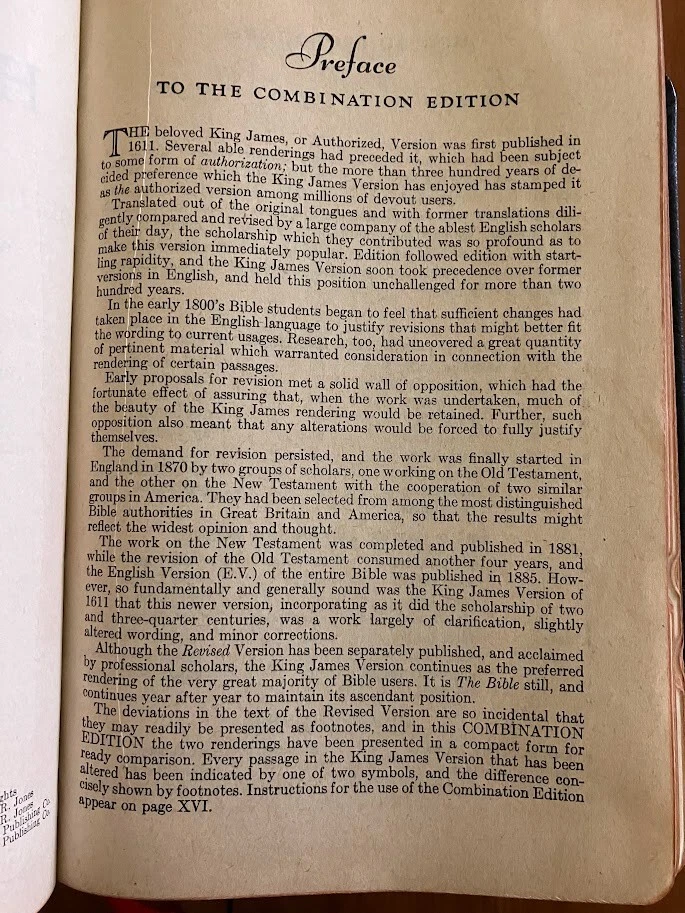 Preface
TO THE COMBINATION EDITION
THE beloved King James, or Authorized, Version was first published in
1611. Several able renderings had preceded it, which had been subject
to some form of authorization; but the more than three hundred years of de-
cided preference which the King James Version has enjoyed has stamped it
as the authorized version among millions of devout users.
Translated out of the original tongues and with former translations dili-
gently compared and revised by a large company of the ablest English scholars
of their day, the scholarship which they contributed was so profound as to
make this version immediately popular. Edition followed edition with start-
ling rapidity, and the King James Version soon took precedence over former
versions in English, and held this position unchallenged for more than two
hundred years.
In the early 1800's Bible students began to feel that sufficient changes had
taken place in the English language to justify revisions that might better fit
the wording to current usages. Research, too, had uncovered a great quantity
of pertinent material which warranted consideration in connection with the
rendering of certain passages.
Early proposals for revision met a solid wall of opposition, which had the
fortunate effect of assuring that, when the work was undertaken, much of
the beauty of the King James rendering would be retained. Further, such
opposition also meant that any alterations would be forced to fully justify
themselves.
The demand for revision persisted, and the work was finally started in
England in 1870 by two groups of scholars, one working on the Old Testament,
and the other on the New Testament with the cooperation of two similar
groups in America. They had been selected from among the most distinguished
Bible authorities in Great Britain and America, so that the results might
reflect the widest opinion and thought.
The work on the New Testament was completed and published in 1881,
while the revision of the Old Testament consumed another four years, and
the English Version (E.V.) of the entire Bible was published in 1885. How-
ever, so fundamentally and generally sound was the King James Version of
1611 that this newer version, incorporating as it did the scholarship of two
and three-quarter centuries, was a work largely of clarification, slightly
altered wording, and minor corrections.
Although the Revised Version has been separately published, and acclaimed
by professional scholars, the King James Version continues as the preferred
rendering of the very great majority of Bible users. It is The Bible still, and
continues year after year to maintain its ascendant position.
The deviations in the text of the Revised Version are so incidental that
they may readily be presented as footnotes, and in this COMBINATION
EDITION the two renderings have been presented in a compact form for
ready comparison. Every passage in the King James Version that has been
altered has been indicated by one of two symbols, and the difference con-
cisely shown by footnotes. Instructions for the use of the Combination Edition
appear on page XVI.
R. Jones
R. Jones
Publishing Co.
Publishing Co.